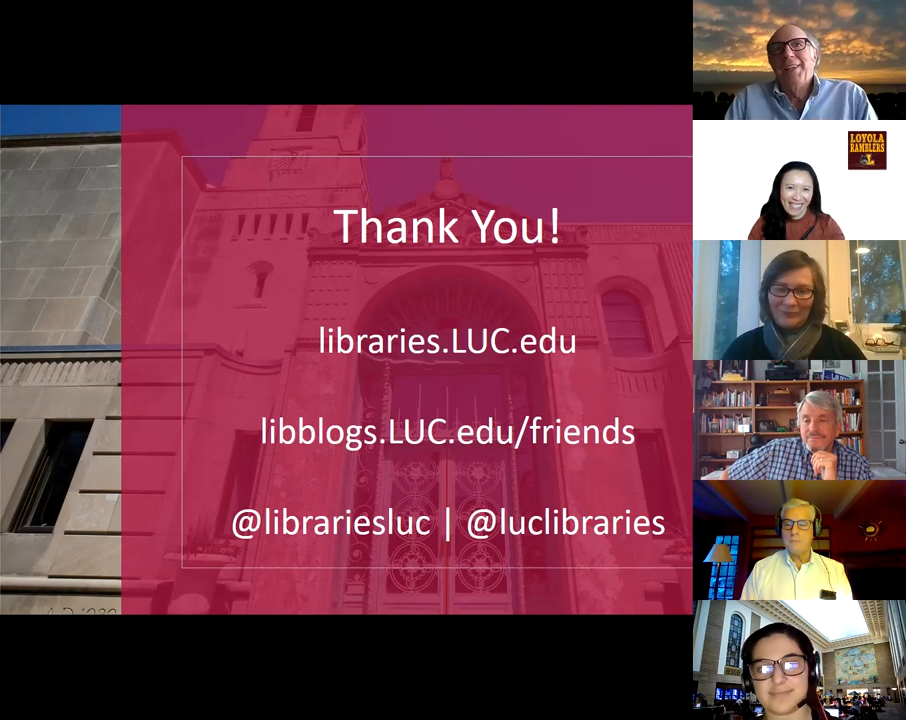 Thank You!
libraries.LUC.edu
libblogs.LUC.edu/friends
@librariesluc | @luclibraries
LOYOLA
RAMBLERS
L